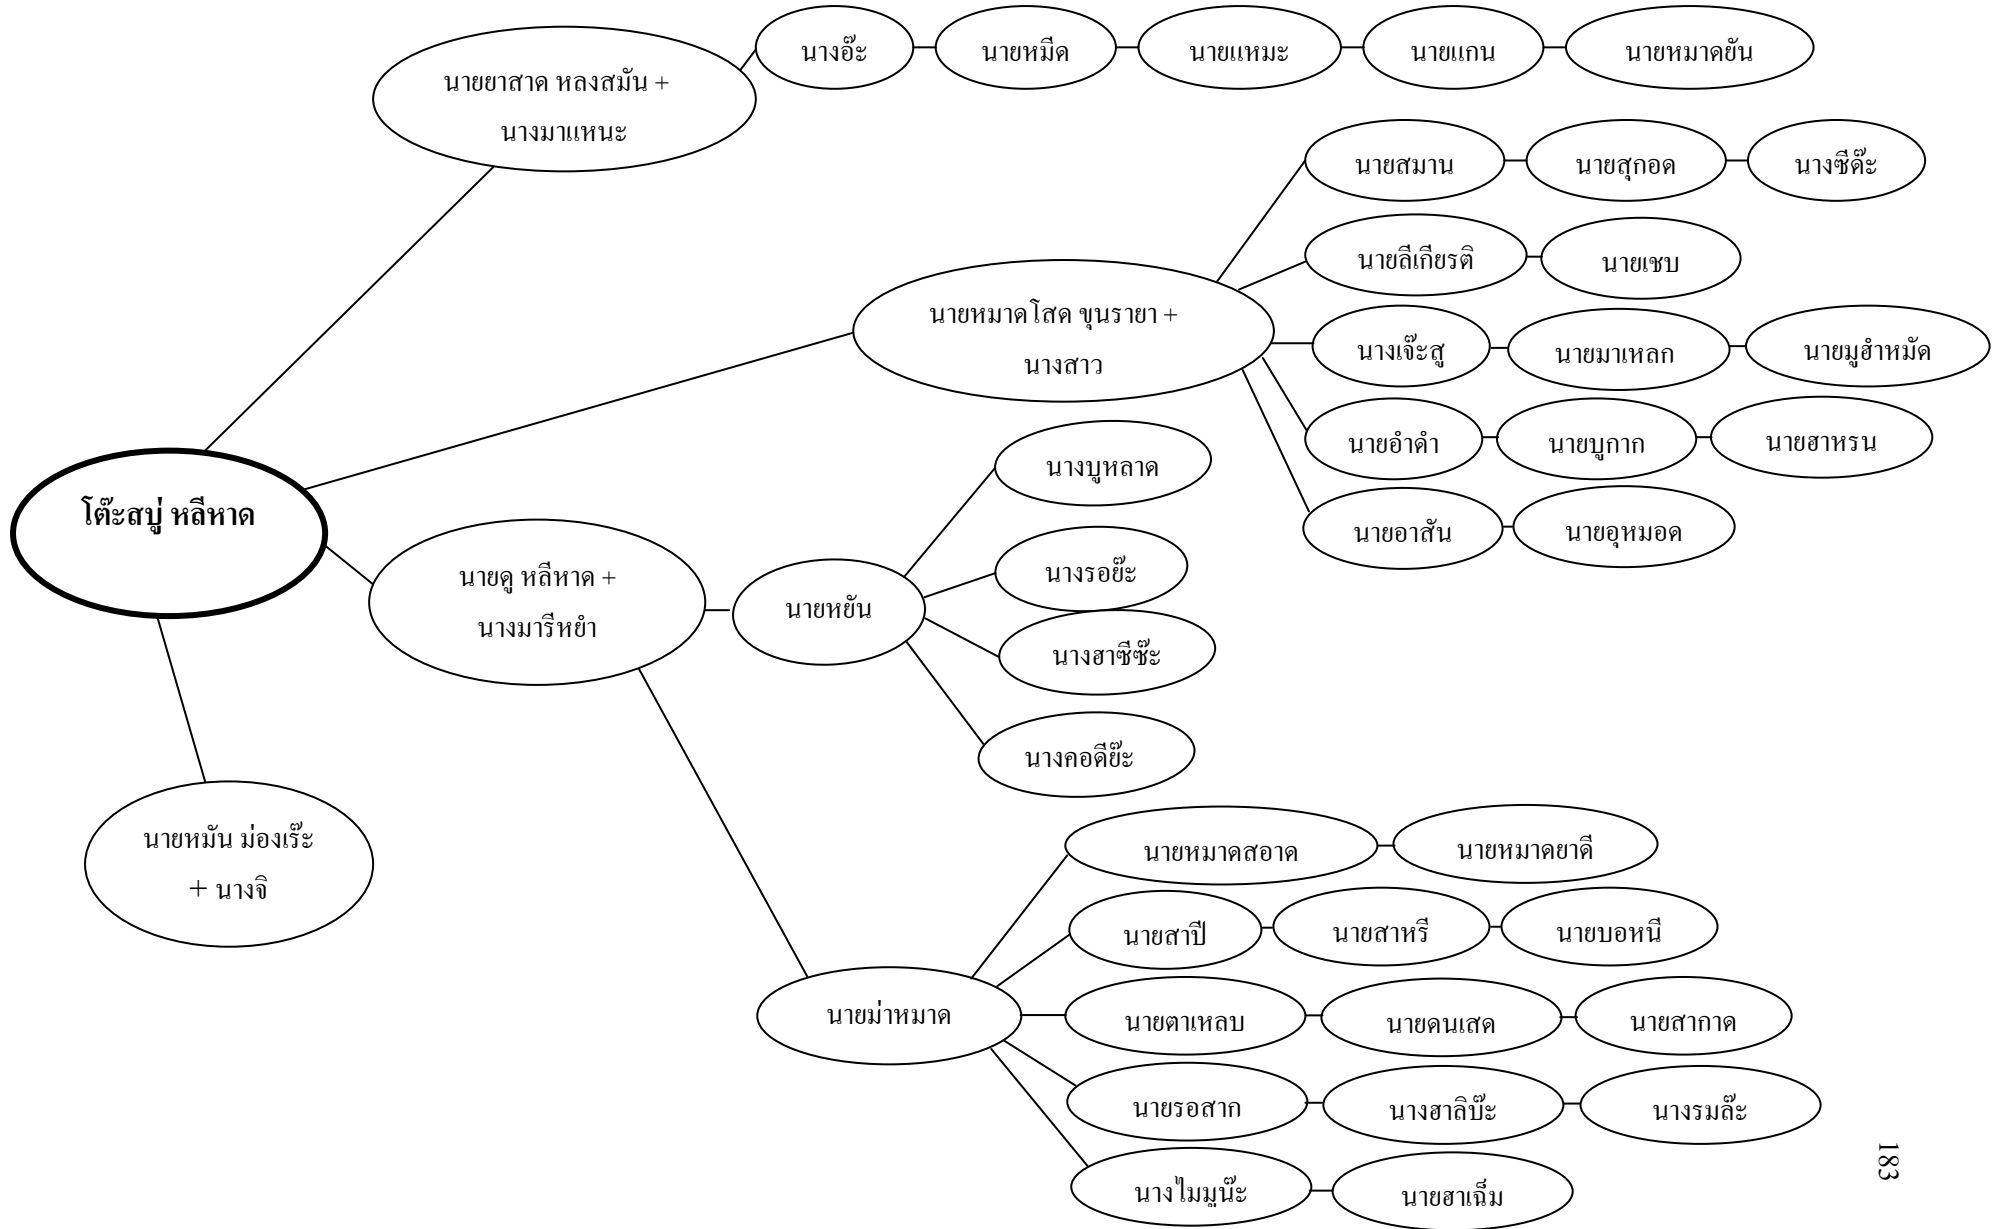 นางอ๊ะ
นายหมีด
นายแหมะ
นายแกน
นายหมาดยัน
นายยาสาด หลงสมัน +
นางมาแหนะ
นายสมาน
นายสุกอด
นางซีด๊ะ
นายลีเกียรติ
นายเชบ
นายหมาดโสด ขุนรายา +
นางสาว
นางเจ๊ะสู
นายมาเหลก
นายมูฮำหมัด
นายอำดำ
นายบูกาก
นายฮาหรน
นายอาสัน
นายอุหมอด
โต๊ะสบู่ หลีหาด
นายดู หลีหาด +
นางมารีหยำ
นายหยัน
นางบูหลาด
นางรอย๊ะ
นางฮาซีซ๊ะ
นางคอดีย๊ะ
นายหมัน ม่องเร๊ะ
+ นางจิ
นายม่าหมาด
นายหมาดสอาด
นายหมาดยาดี
นายสาปี
นายสาหรี
นายบอหนี
นายตาเหลบ
นายดนเสด
นายสากาด
นายรอสาก
นางฮาลิบ๊ะ
นางรมล๊ะ
นางไมมูน๊ะ
นายฮาเฉ็ม
183